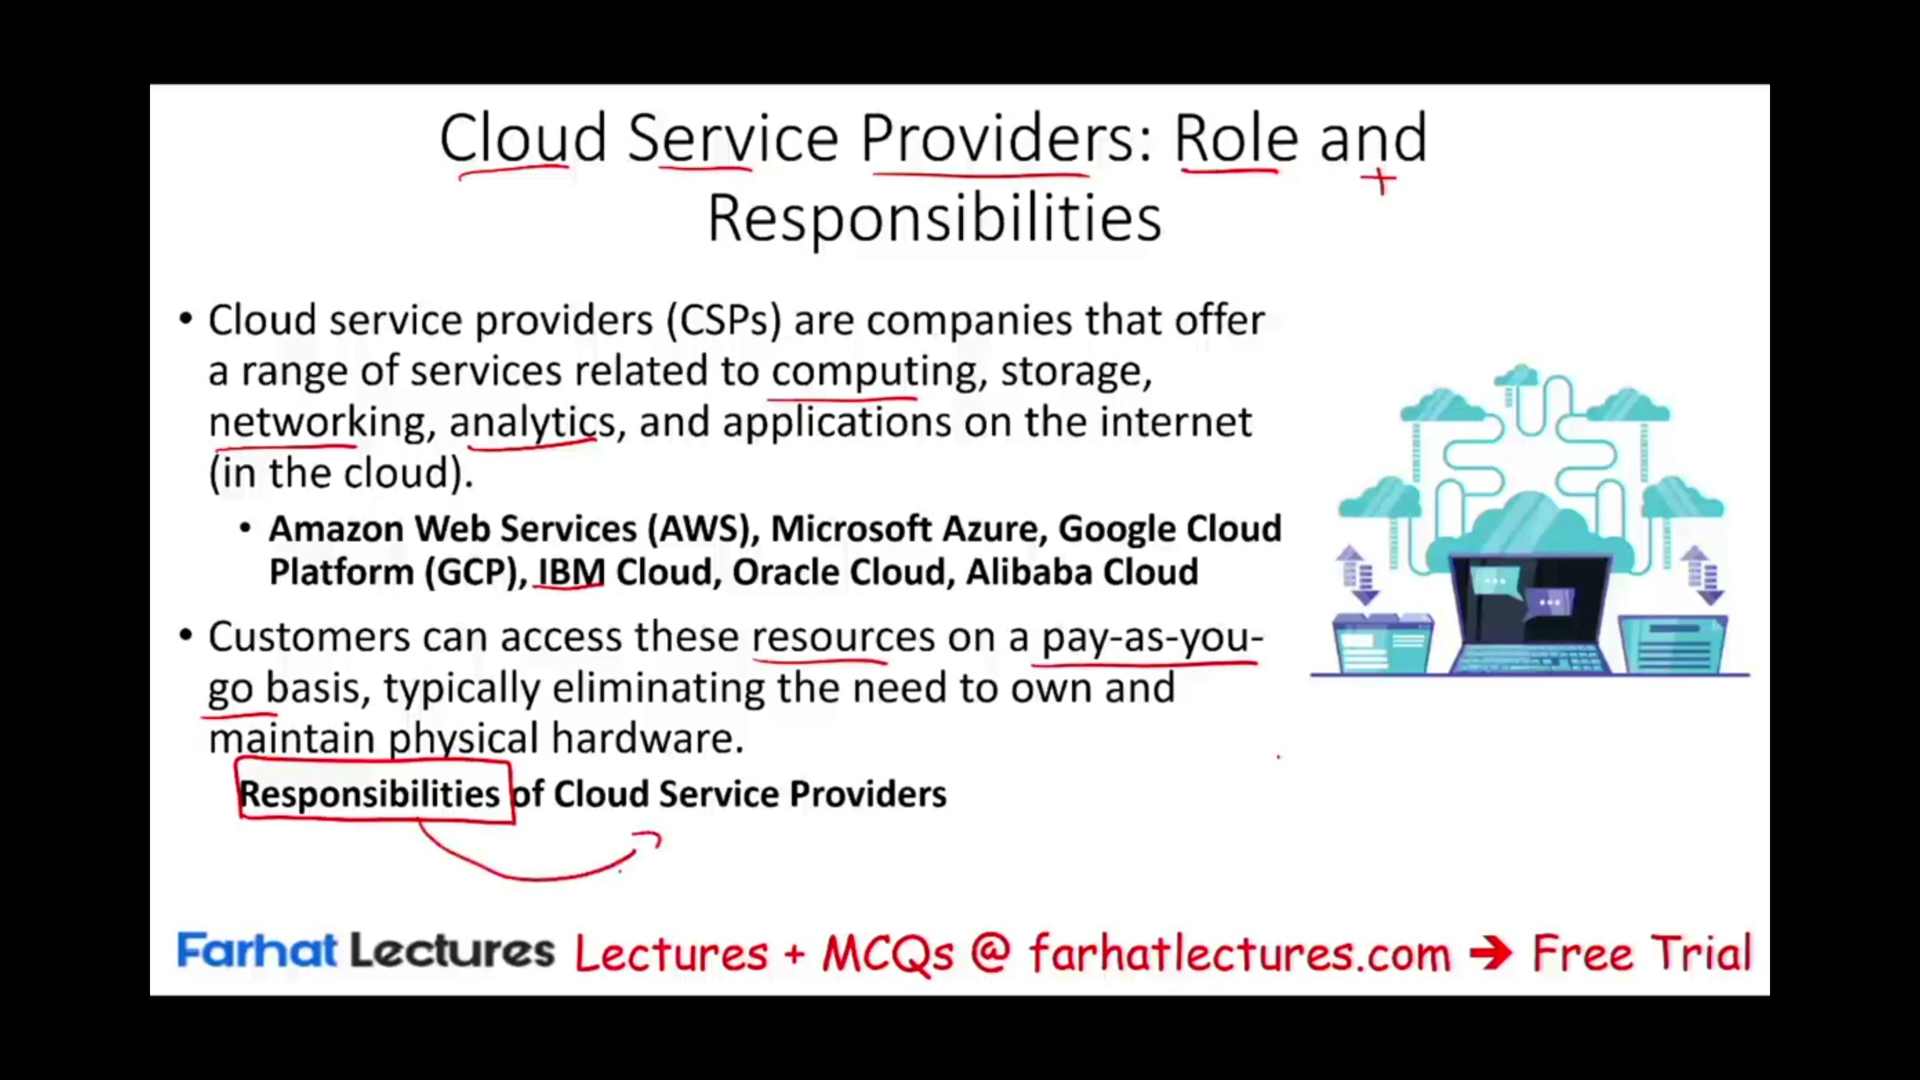 Cloud Service Providers: Role and
Responsibilities
• Cloud service providers (CSPs) are companies that offer
a range of services related to computing, storage,
networking, analytics, and applications on the internet
(in the cloud).
• Amazon Web Services (AWS), Microsoft Azure, Google Cloud
Platform (GCP), IBM Cloud, Oracle Cloud, Alibaba Cloud
• Customers can access these resources on a pay-as-you-
go basis, typically eliminating the need to own and
maintain physical hardware.
Responsibilities of Cloud Service Providers
Farhat Lectures Lectures + MCQs @ farhatlectures.com ➔ Free Trial